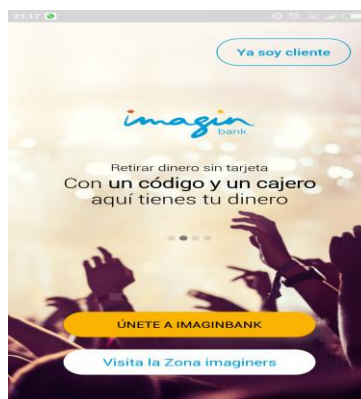 21:17
Ya soy cliente
imagin
bank
Retirar dinero sin tarjeta
Con un código y un cajero
aquí tienes tu dinero
ÚNETE A IMAGINBANK
Visita la Zona imaginers